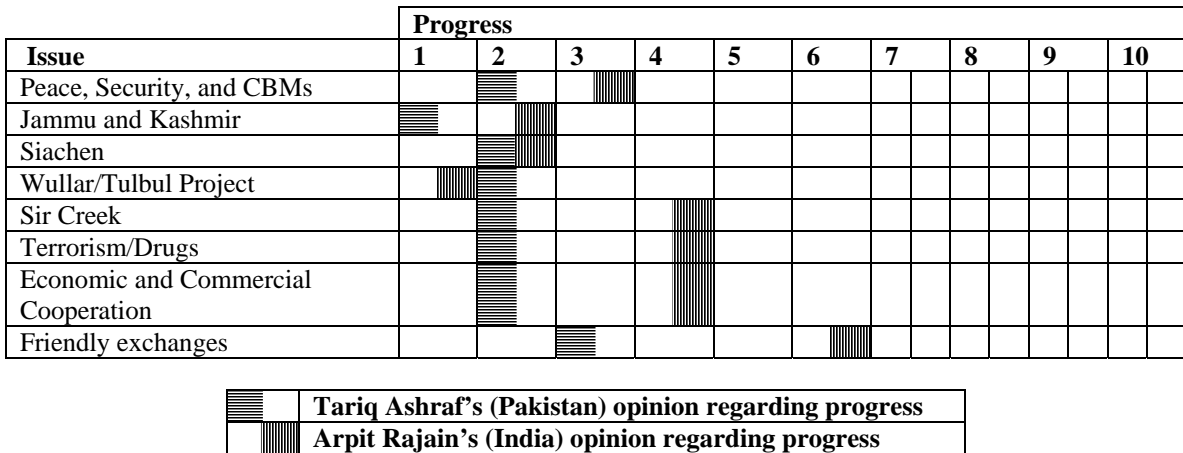 Progress
Issue 1 2 3 4 5 6 7 8 9 10
Peace, Security, and CBMs
Jammu and Kashmir
Siachen
Wullar/Tulbul Project
Sir Creek
Terrorism/Drugs
Economic and Commercial
Cooperation
Friendly exchanges
Tariq Ashraf's (Pakistan) opinion regarding progress
Arpit Rajain's (India) opinion regarding progress